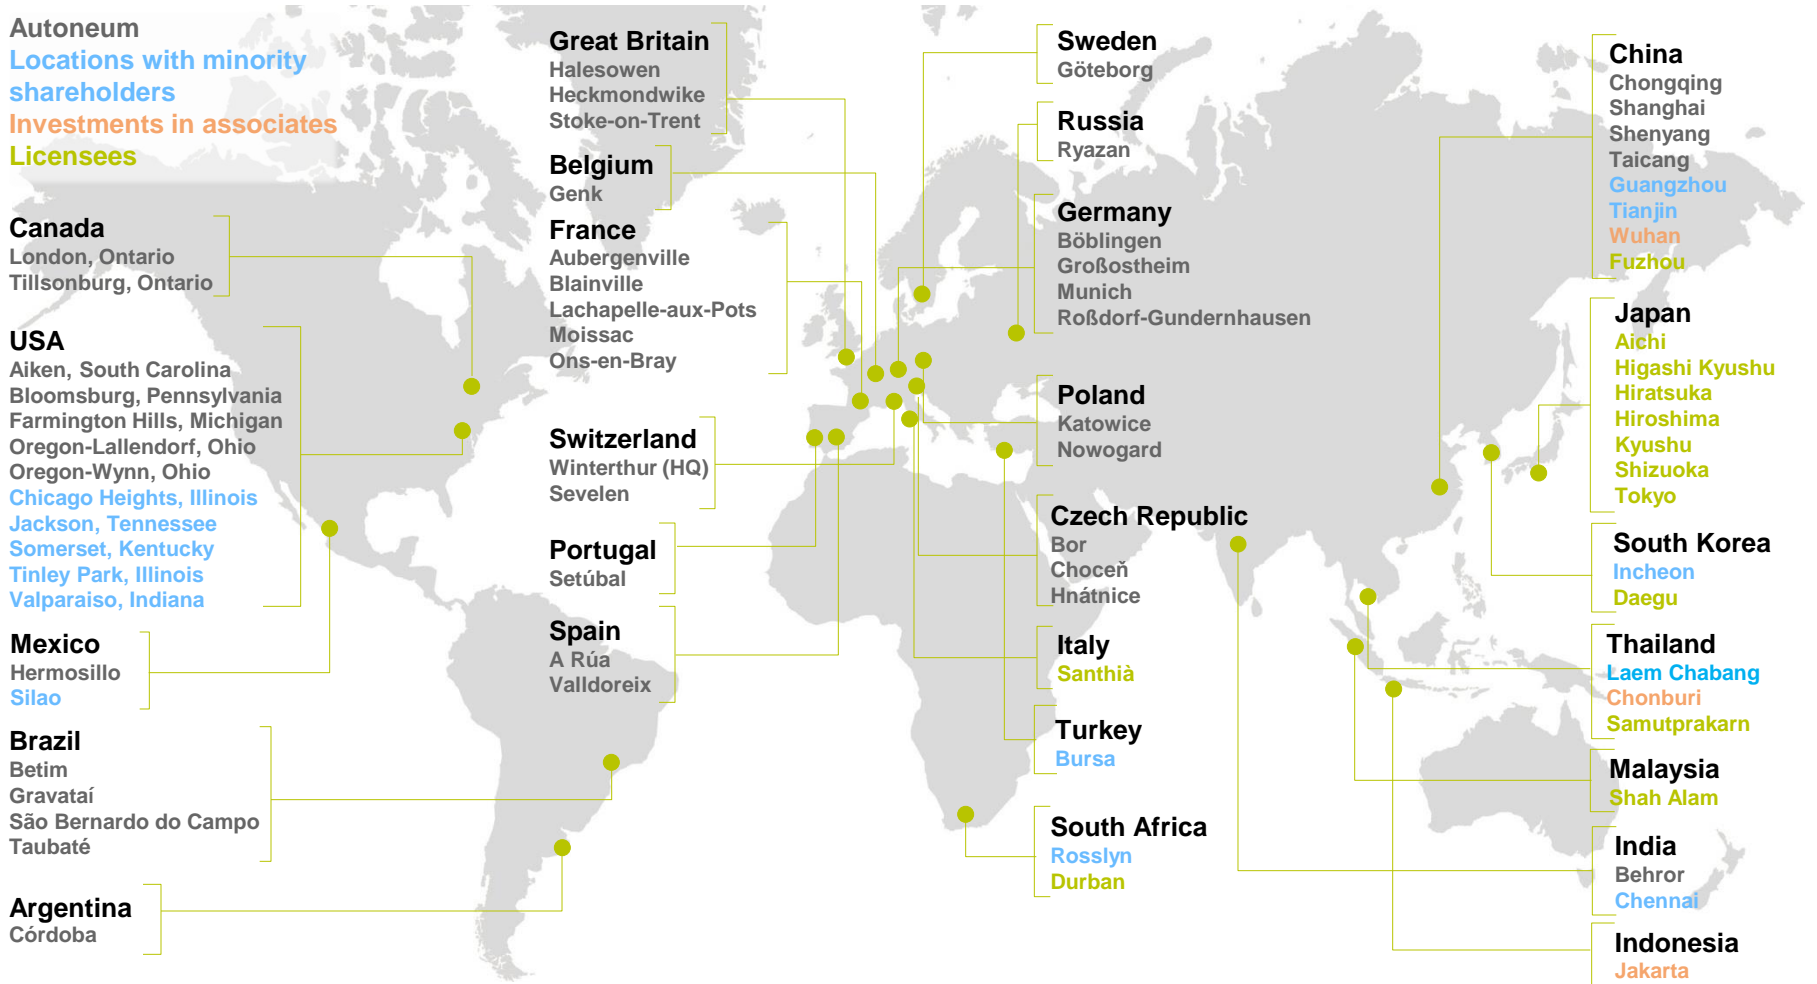 Autoneum
Locations with minority
shareholders
Investments in associates
Licensees
Canada
London, Ontario
Tillsonburg, Ontario
USA
Aiken, South Carolina
Bloomsburg, Pennsylvania
Farmington Hills, Michigan
Oregon-Lallendorf, Ohio
Oregon-Wynn, Ohio
Chicago Heights, Illinois
Jackson, Tennessee
Somerset, Kentucky
Tinley Park, Illinois
Valparaiso, Indiana
Mexico
Hermosillo
Silao
Brazil
Betim
Gravataí
São Bernardo do Campo
Taubaté
Argentina
Córdoba
Great Britain
Halesowen
Heckmondwike
Stoke-on-Trent
Belgium
Genk
France
Aubergenville
Blainville
Lachapelle-aux-Pots
Moissac
Ons-en-Bray
Switzerland
Winterthur (HQ)
Sevelen
Portugal
Setúbal
Spain
A Rúa
Valldoreix
Sweden
Göteborg
Russia
Ryazan
Germany
Böblingen
Großostheim
Munich
Roßdorf-Gundernhausen
Poland
Katowice
Nowogard
Czech Republic
Bor
Choceň
Hnátnice
Italy
Santhià
Turkey
Bursa
South Africa
Rosslyn
Durban
China
Chongqing
Shanghai
Shenyang
Taicang
Guangzhou
Tianjin
Wuhan
Fuzhou
Japan
Aichi
Higashi Kyushu
Hiratsuka
Hiroshima
Kyushu
Shizuoka
Tokyo
South Korea
Incheon
Daegu
Thailand
Laem Chabang
Chonburi
Samutprakarn
Malaysia
Shah Alam
India
Behror
Chennai
Indonesia
Jakarta